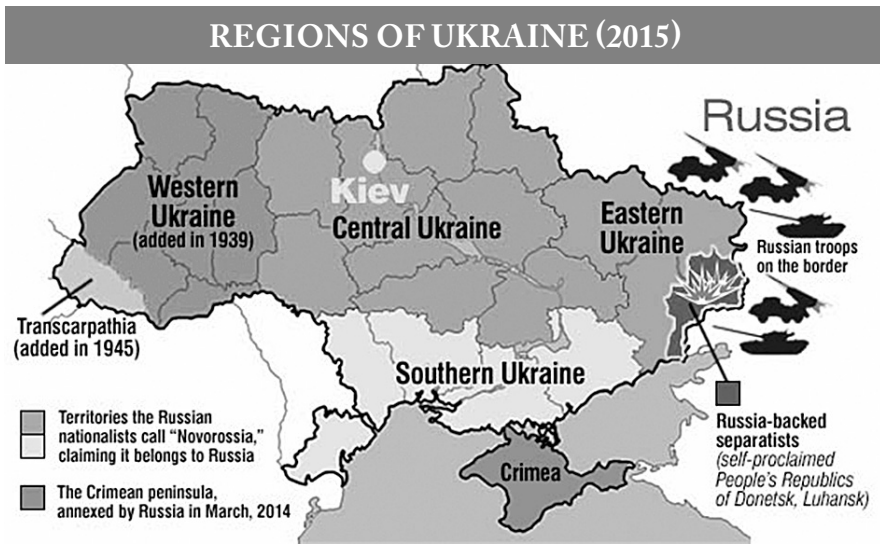 REGIONS OF UKRAINE (2015)
Russia
Western
Ukraine
(added in 1939)
Kiev
Central Ukraine
Eastern
Ukraine
Russian troops
on the border
Transcarpathia
(added in 1945)
Southern Ukraine
Crimea
Territories the Russian
nationalists call “Novorossia,”
claiming it belongs to Russia
The Crimean peninsula,
annexed by Russia in March, 2014
Russia-backed
separatists
(self-proclaimed
People’s Republics
of Donetsk, Luhansk)